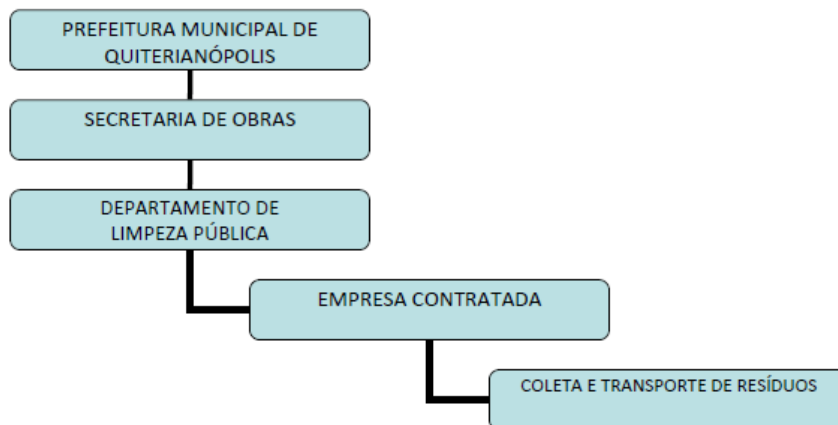 PREFEITURA MUNICIPAL DE
QUITERIANÓPOLIS
SECRETARIA DE OBRAS
DEPARTAMENTO DE
LIMPEZA PÚBLICA
EMPRESA CONTRATADA
COLETA E TRANSPORTE DE RESÍDUOS